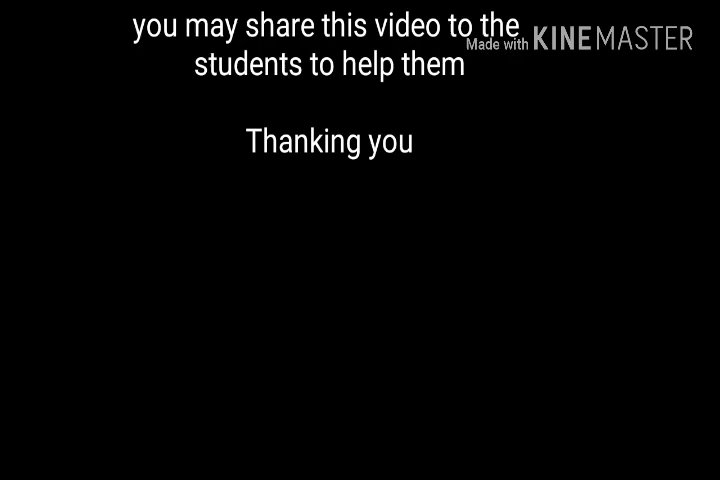 you may share this video to the
Made with KINEMASTER
students to help them
Thanking you